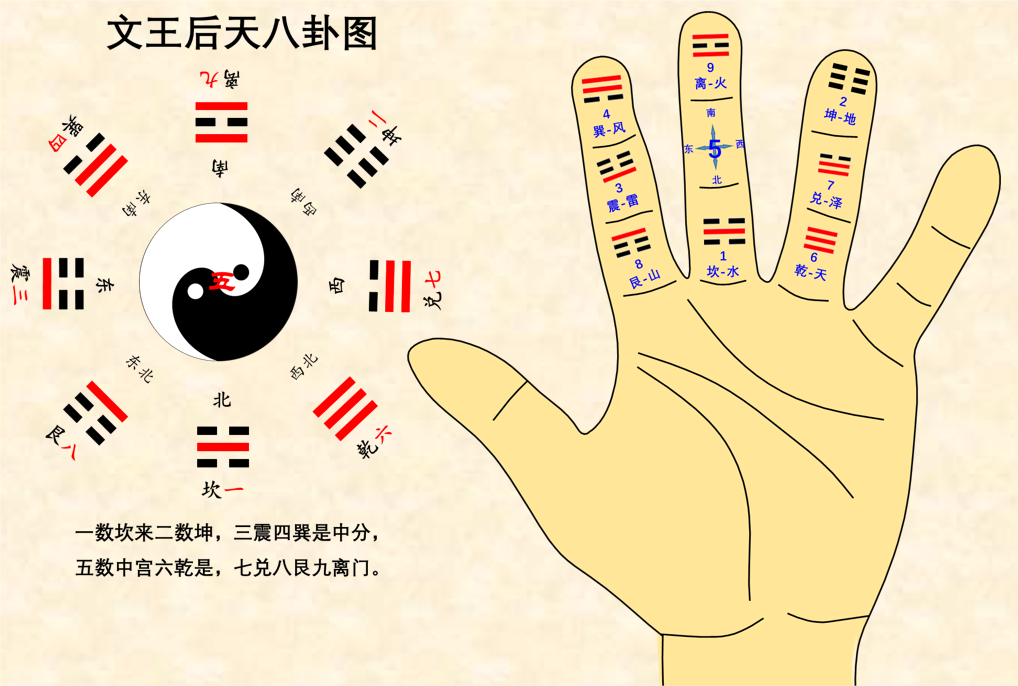 文王后天八卦图
离九
南
坤二
西南
巽四
东南
震三
东
五
西
兑七
东北
艮八
北
坎一
西北
乾六
一数坎来二数坤，三震四巽是中分，
五数中宫六乾是，七兑八艮九离门。
4
巽-风
3
震-雷
8
艮-山
9
离-火
南
东 5 西
北
1
坎-水
2
坤-地
7
兑-泽
6
乾-天